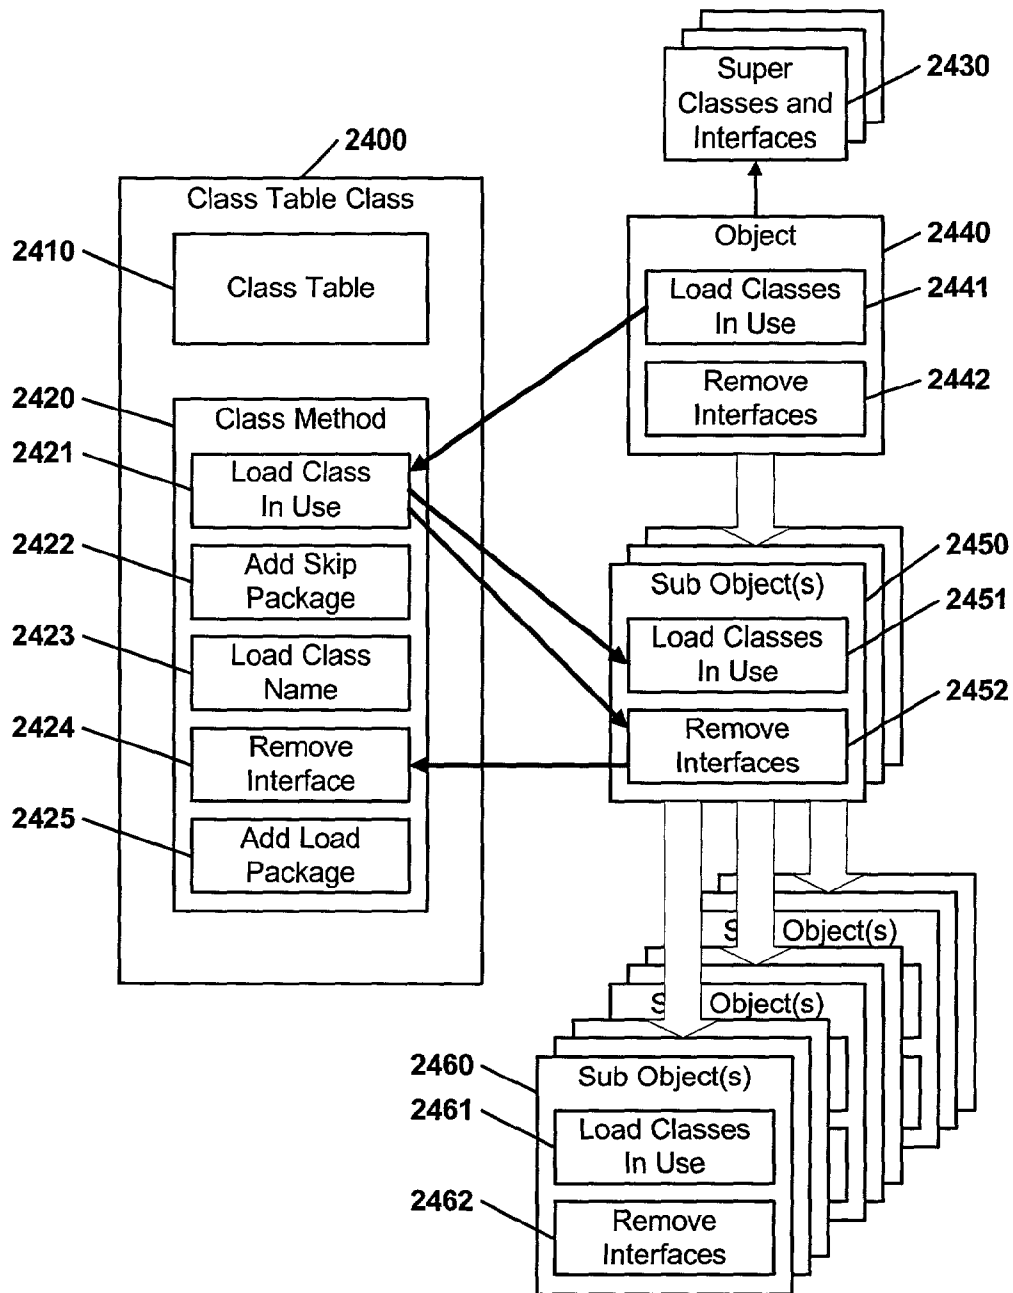 2430
Super
Classes and
Interfaces
2400
Class Table Class
2410
Class Table
Object
2440
Load Classes
In Use
2441
Remove
Interfaces
2442
2420
Class Method
2421
Load Class
In Use
2422
Add Skip
Package
2423
Load Class
Name
2424
Remove
Interface
2425
Add Load
Package
2450
Sub Object(s)
2451
Load Classes
In Use
2452
Remove
Interfaces
Object(s)
Object(s)
2460
Sub Object(s)
2461
Load Classes
In Use
2462
Remove
Interfaces